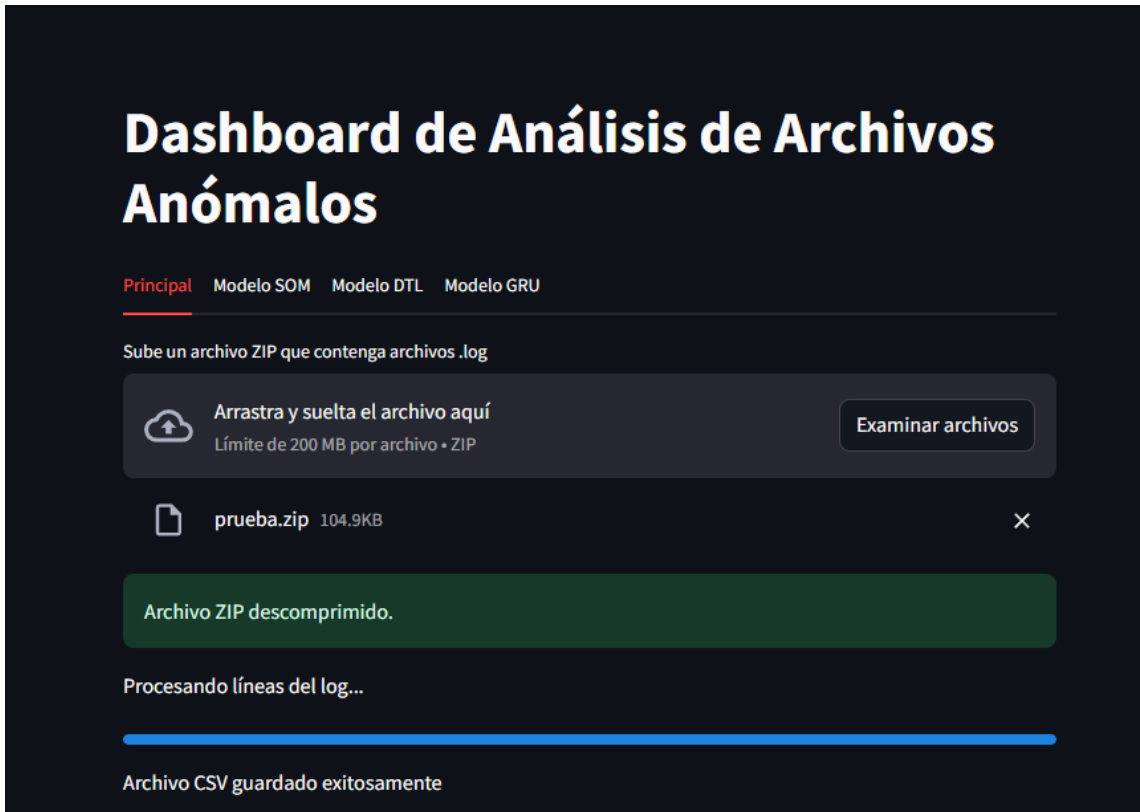 Dashboard de Análisis de Archivos
Anómalos
Principal Modelo SOM Modelo DTL Modelo GRU
Sube un archivo ZIP que contenga archivos .log
Arrastra y suelta el archivo aquí
Límite de 200 MB por archivo • ZIP
Examinar archivos
prueba.zip 104.9KB
Archivo ZIP descomprimido.
Procesando líneas del log...
Archivo CSV guardado exitosamente